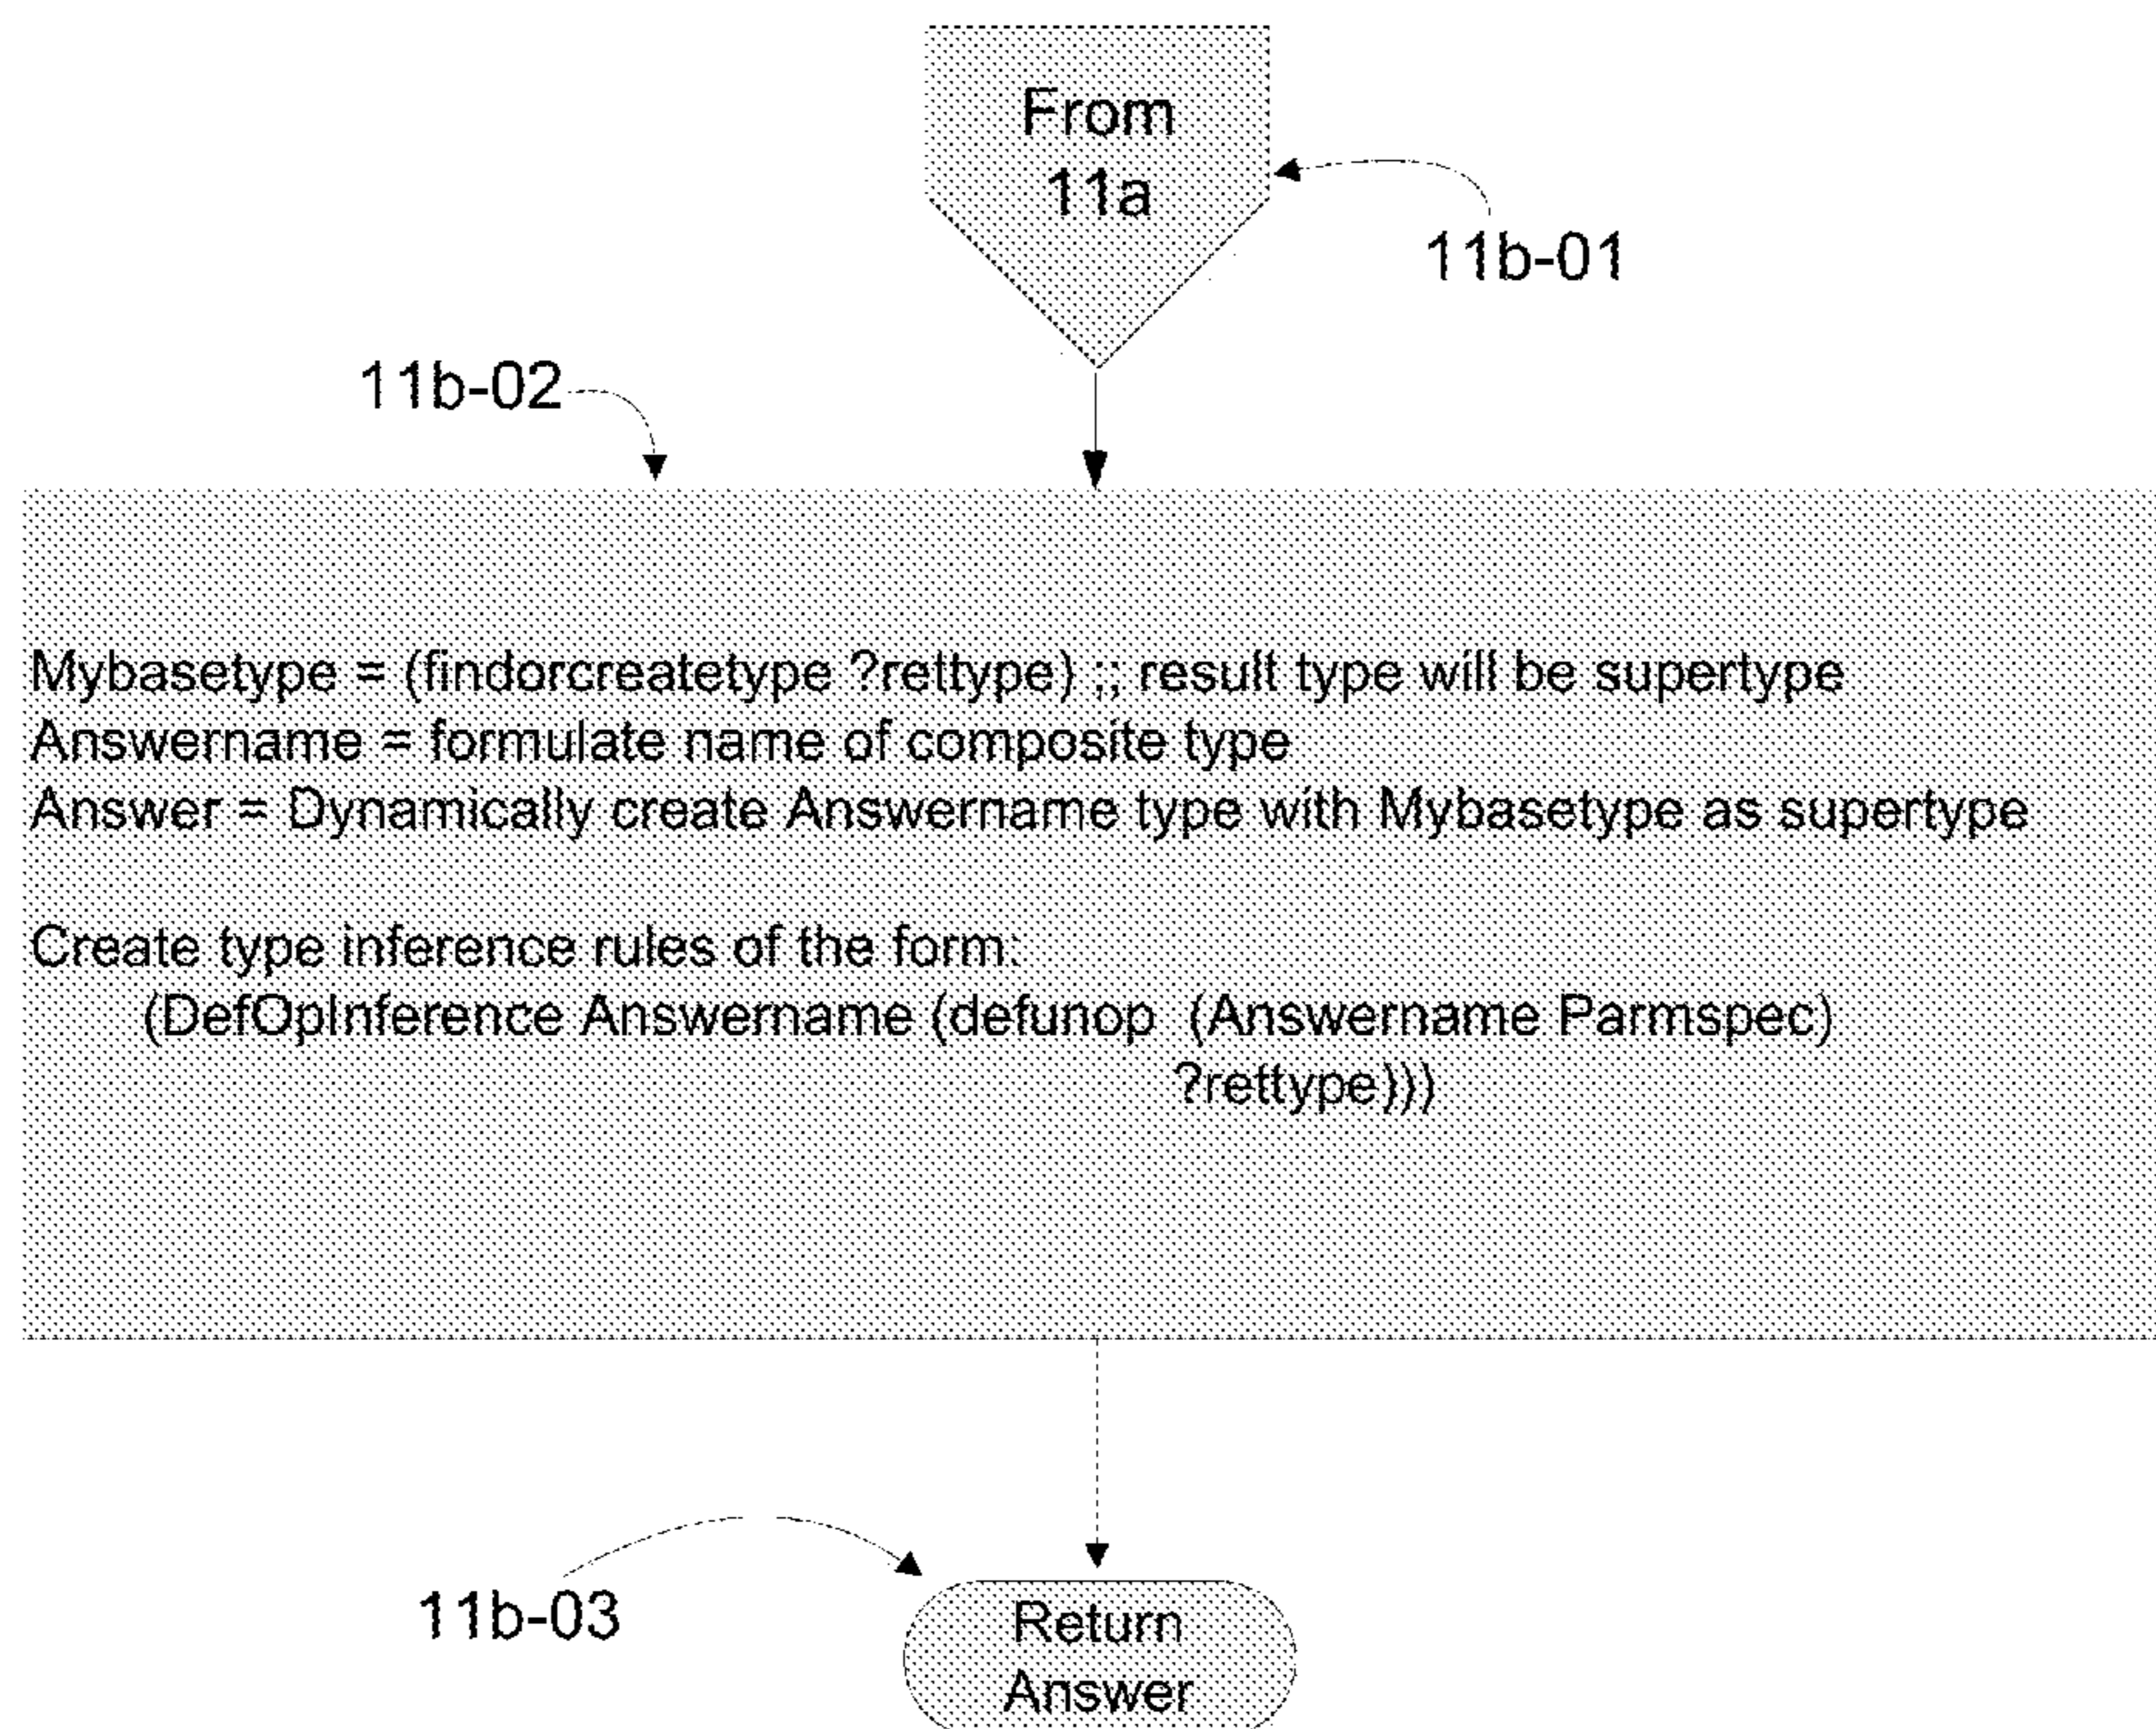 From
11a
11b-01
11b-02
Mybasetype = (findorcreatetype ?rettype) ;; result type will be supertype
Answername = formulate name of composite type
Answer = Dynamically create Answername type with Mybasetype as supertype
Create type inference rules of the form:
(DefOpInference Answername (defunop (Answername Parmspec)
?rettype)))
11b-03
Return
Answer